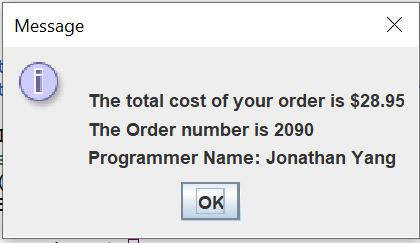 Message
The total cost of your order is $28.95
The Order number is 2090
Programmer Name: Jonathan Yang
OK